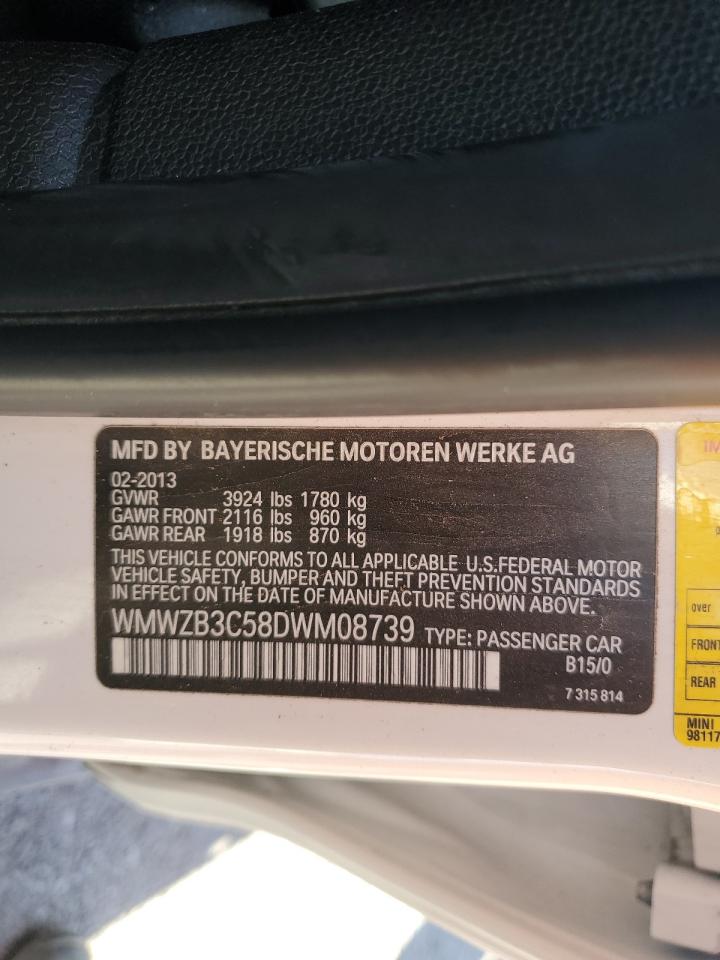 MFD BY BAYERISCHE MOTOREN WERKE AG
02-2013
GVWR 3924 lbs 1780 kg
GAWR FRONT 2116 lbs 960 kg
GAWR REAR 1918 lbs 870 kg
THIS VEHICLE CONFORMS TO ALL APPLICABLE U.S.FEDERAL MOTOR
VEHICLE SAFETY, BUMPER AND THEFT PREVENTION STANDARDS
IN EFFECT ON THE DATE OF MANUFACTURE SHOWN ABOVE.
WMWZB3C58DWM08739 TYPE: PASSENGER CAR
B15/0
7 315 814
IM
over
FRONT
REAR
MINI
98117